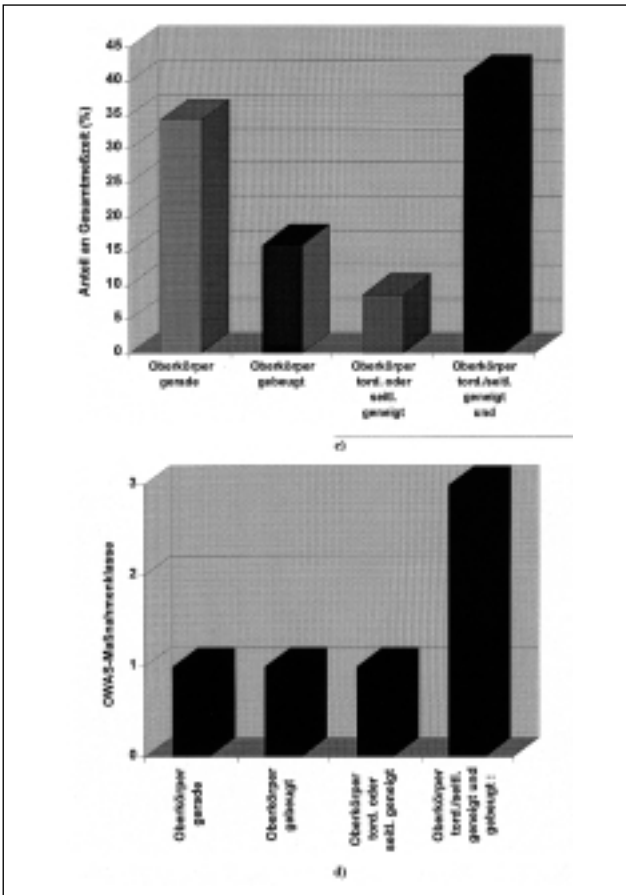 Anteil an Gesamtmeßzeit (%)
45
40
35
30
25
20
15
10
5
0
Oberkörper
gerade
Oberkörper
gebeugt
Oberkörper
tord. oder
seitl.
geneigt
Oberkörper
tord./seitl.
geneigt
und
c)
OWAS-Maßnahmenklasse
3
2
1
0
Oberkörper
gerade
Oberkörper
gebeugt
Oberkörper
tord. oder
seitl. geneigt
Oberkörper
tord./seitl.
geneigt und
gebeugt :
d)